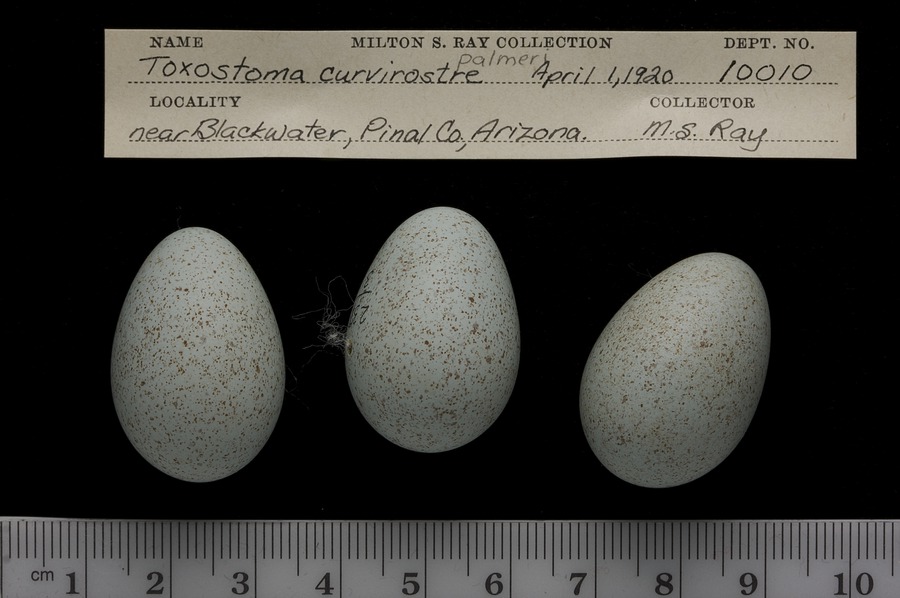 NAME MILTON S. RAY COLLECTION DEPT. NO.
palmeri
Toxostoma curvirostre April 1, 1920 10010
LOCALITY COLLECTOR
near Blackwater, Pinal Co, Arizona. M.S. Ray
cm 1 2 3 4 5 6 7 8 9 10